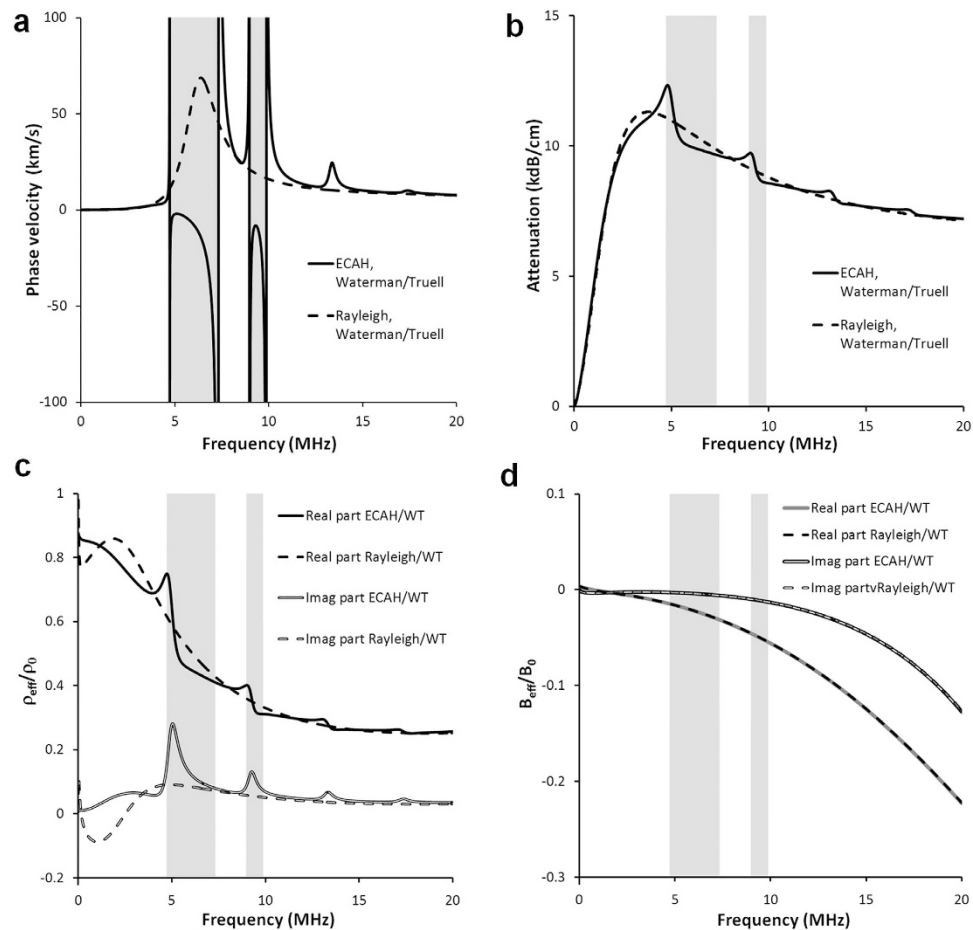 a
100
50
0
-50
-100
Phase velocity (km/s)
0 5 10 15 20
Frequency (MHz)
ECAH,
Waterman/Truell
Rayleigh,
Waterman/Truell
b
15
10
5
0
Attenuation (kdB/cm)
0 5 10 15 20
Frequency (MHz)
ECAH,
Waterman/Truell
Rayleigh,
Waterman/Truell
c
1
0.8
0.6
0.4
0.2
0
-0.2
ρeff/ρ0
0 5 10 15 20
Frequency (MHz)
Real part ECAH/WT
Real part Rayleigh/WT
Imag part ECAH/WT
Imag part Rayleigh/WT
d
0.1
0
-0.1
-0.2
-0.3
Beff/B0
0 5 10 15 20
Frequency (MHz)
Real part ECAH/WT
Real part Rayleigh/WT
Imag part ECAH/WT
Imag partvRayleigh/WT